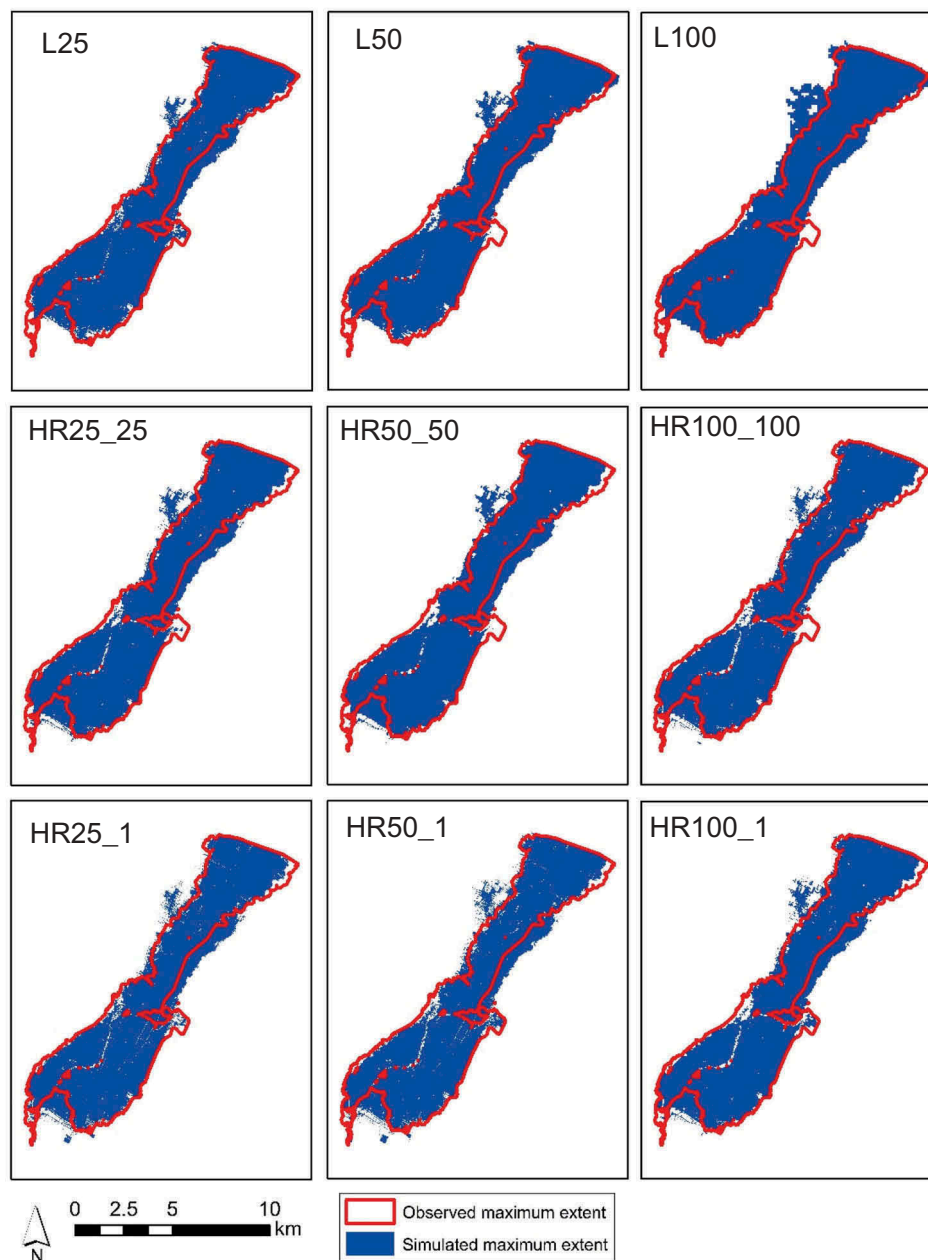 L25
L50
L100
HR25_25
HR50_50
HR100_100
HR25_1
HR50_1
HR100_1
N
0 2.5 5 10
km
Observed maximum extent
Simulated maximum extent